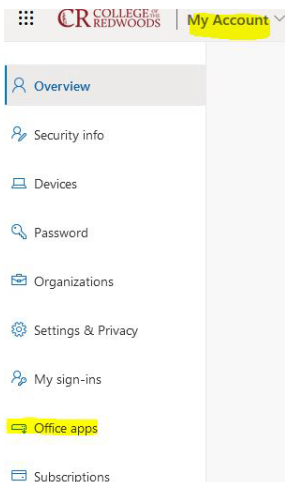 CR COLLEGE OF THE REDWOODS My Account
Overview
Security info
Devices
Password
Organizations
Settings & Privacy
My sign-ins
Office apps
Subscriptions